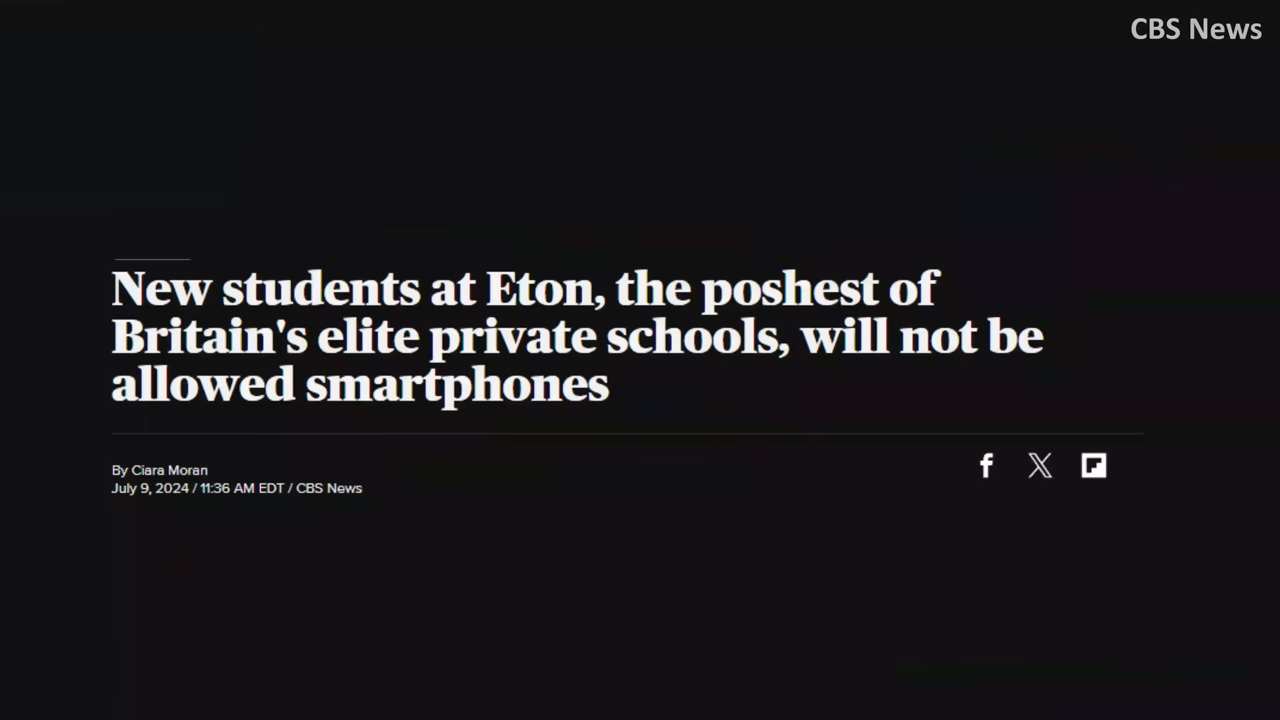 CBS News
New students at Eton, the poshest of
Britain's elite private schools, will not be
allowed smartphones
By Ciara Moran
July 9, 2024 / 11:36 AM EDT / CBS News